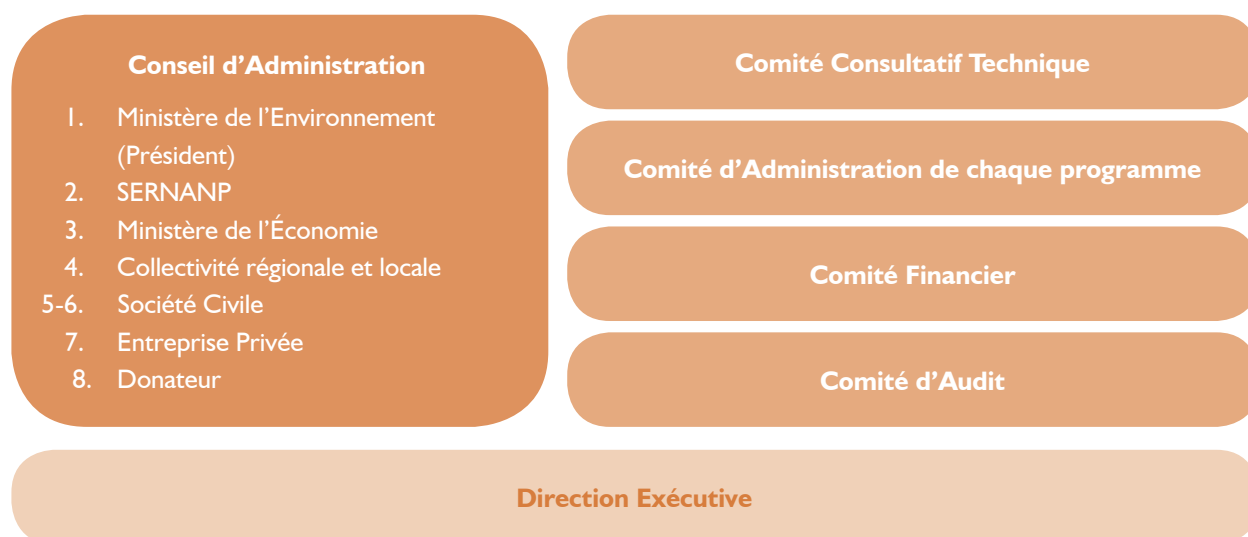 Conseil d’Administration
1. Ministère de l’Environnement
(Président)
2. SERNANP
3. Ministère de l’Économie
4. Collectivité régionale et locale
5-6. Société Civile
7. Entreprise Privée
8. Donateur
Comité Consultatif Technique
Comité d’Administration de chaque programme
Comité Financier
Comité d’Audit
Direction Exécutive